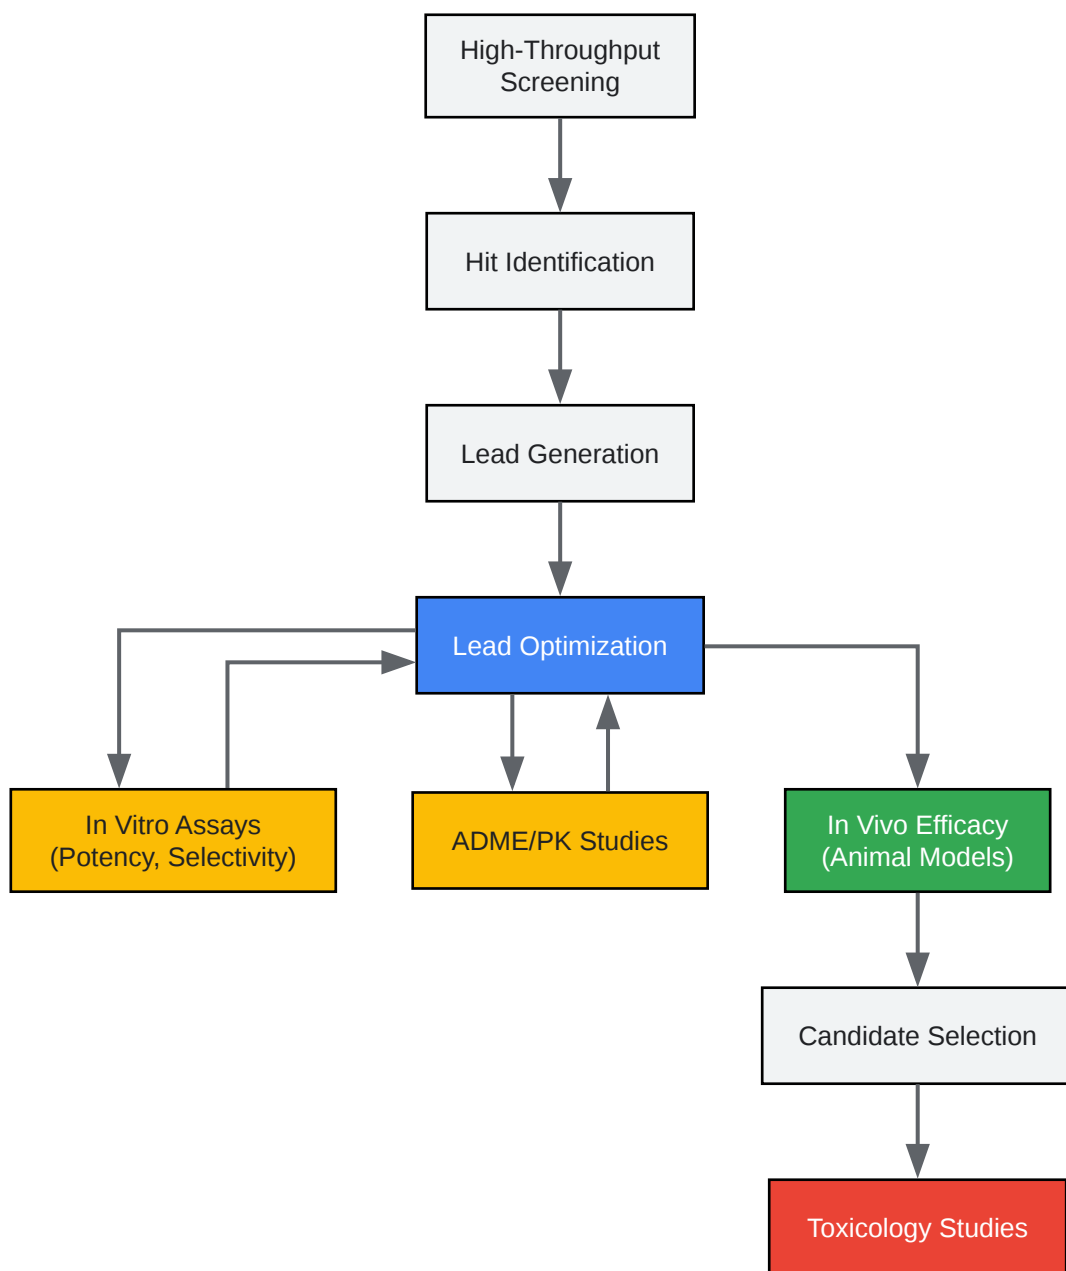 High-Throughput
Screening
Hit Identification
Lead Generation
Lead Optimization
In Vitro Assays
(Potency, Selectivity)
ADME/PK Studies
In Vivo Efficacy
(Animal Models)
Candidate Selection
Toxicology Studies